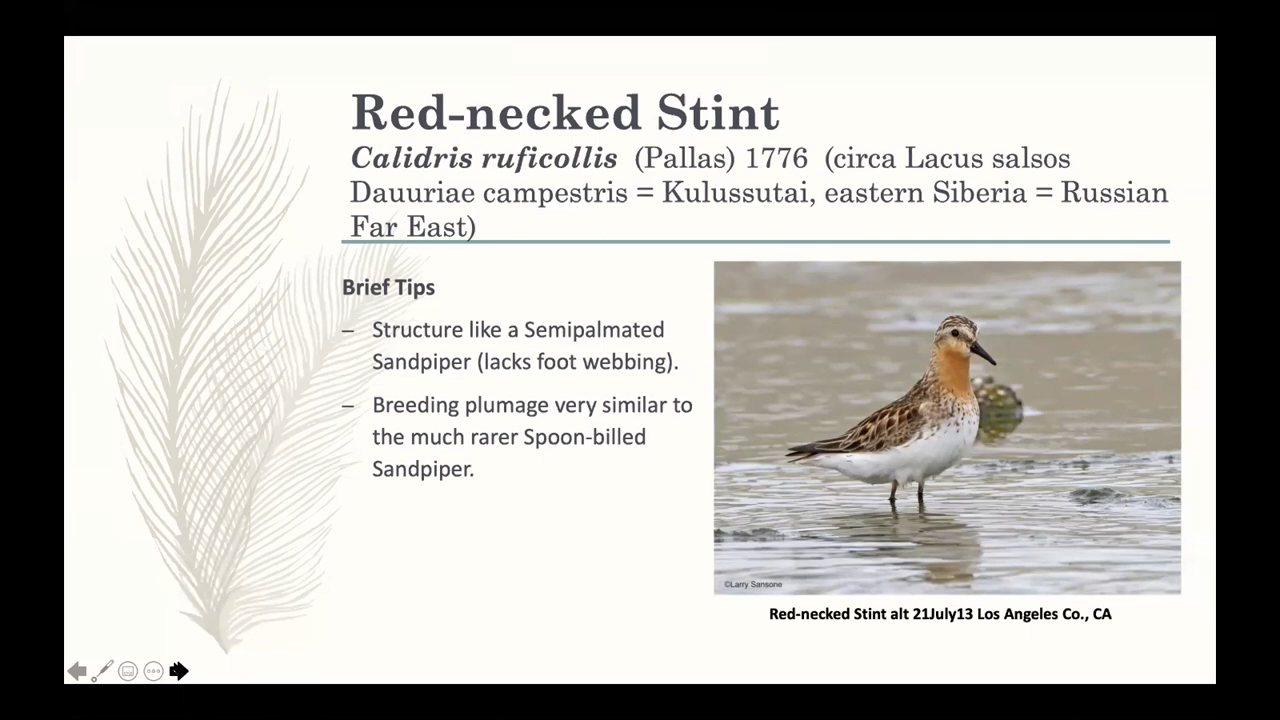 Red-necked Stint
Calidris ruficollis (Pallas) 1776 (circa Lacus salsos
Dauuriae campestris = Kulussutai, eastern Siberia = Russian
Far East)
Brief Tips
– Structure like a Semipalmated
Sandpiper (lacks foot webbing).
– Breeding plumage very similar to
the much rarer Spoon-billed
Sandpiper.
©Larry Sansone
Red-necked Stint alt 21July13 Los Angeles Co., CA